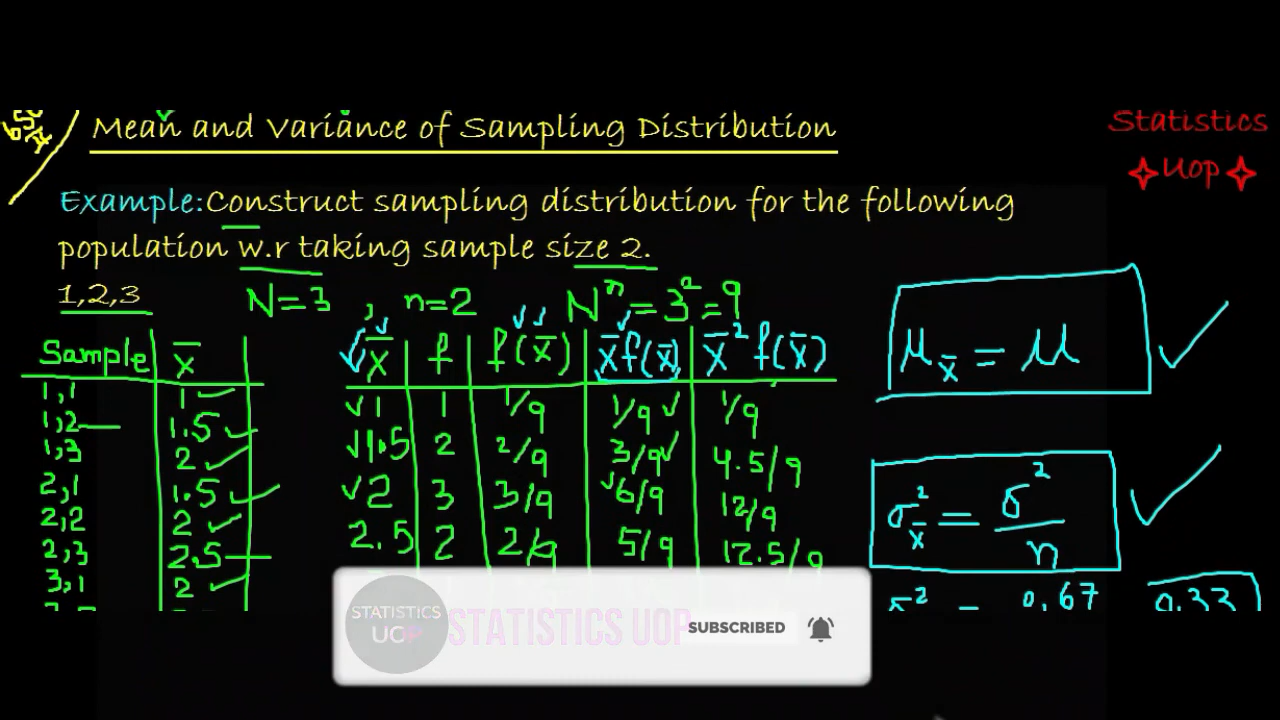 Mean and Variance of Sampling Distribution
Statistics
Uop
Example: Construct sampling distribution for the following
population w.r taking sample size 2.
1,2,3 N=3 , n=2 Nⁿ = 3² = 9
Sample x̄
1,1 1
1,2 1.5
1,3 2
2,1 1.5
2,2 2
2,3 2.5
3,1 2
x̄ f f(x̄) x̄f(x̄) x̄²f(x̄)
1 1 1/9 1/9 1/9
1.5 2 2/9 3/9 4.5/9
2 3 3/9 6/9 12/9
2.5 2 2/9 5/9 12.5/9
μx̄ = μ
σ²x̄ = σ²/n
0.67
STATISTICS
UOP
STATISTICS UOP
SUBSCRIBED